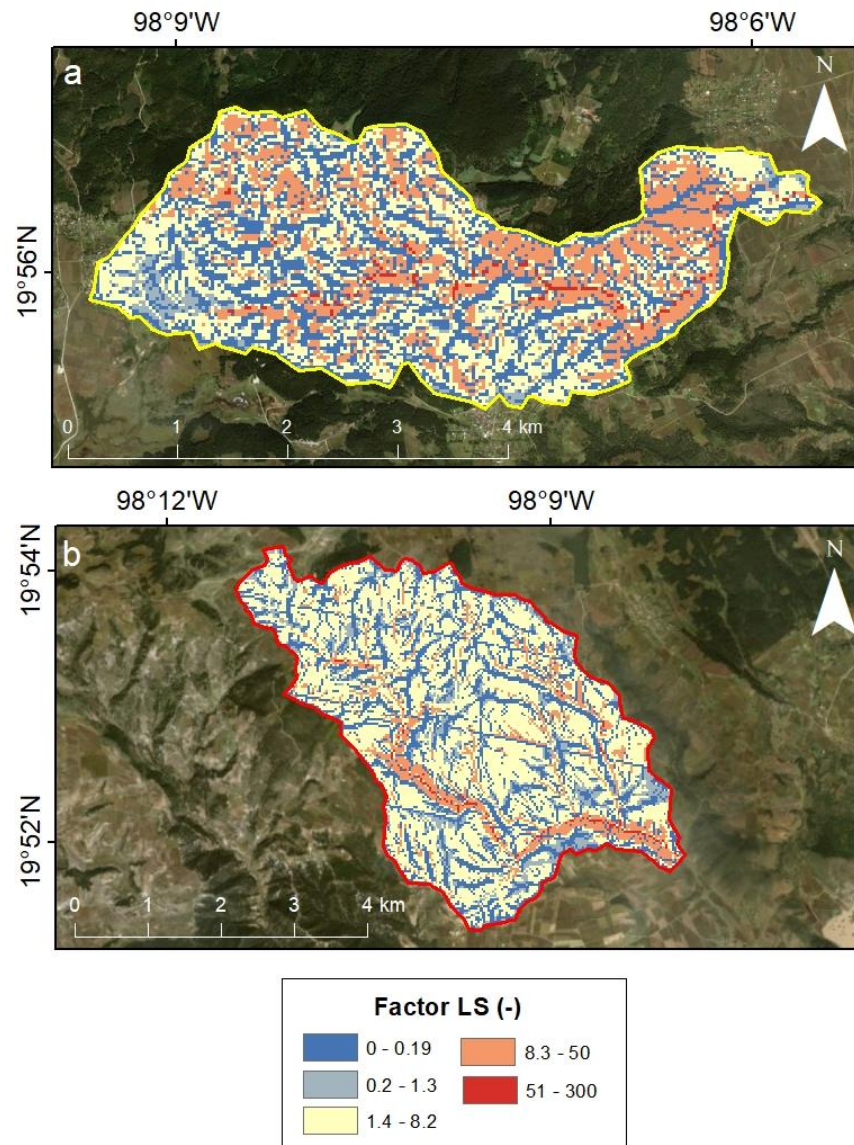 98°9'W 98°6'W
a
N
19°56'N
0 1 2 3 4 km
98°12'W 98°9'W
b
N
19°54'N
19°52'N
0 1 2 3 4 km
Factor LS (-)
0 - 0.19 8.3 - 50
0.2 - 1.3 51 - 300
1.4 - 8.2